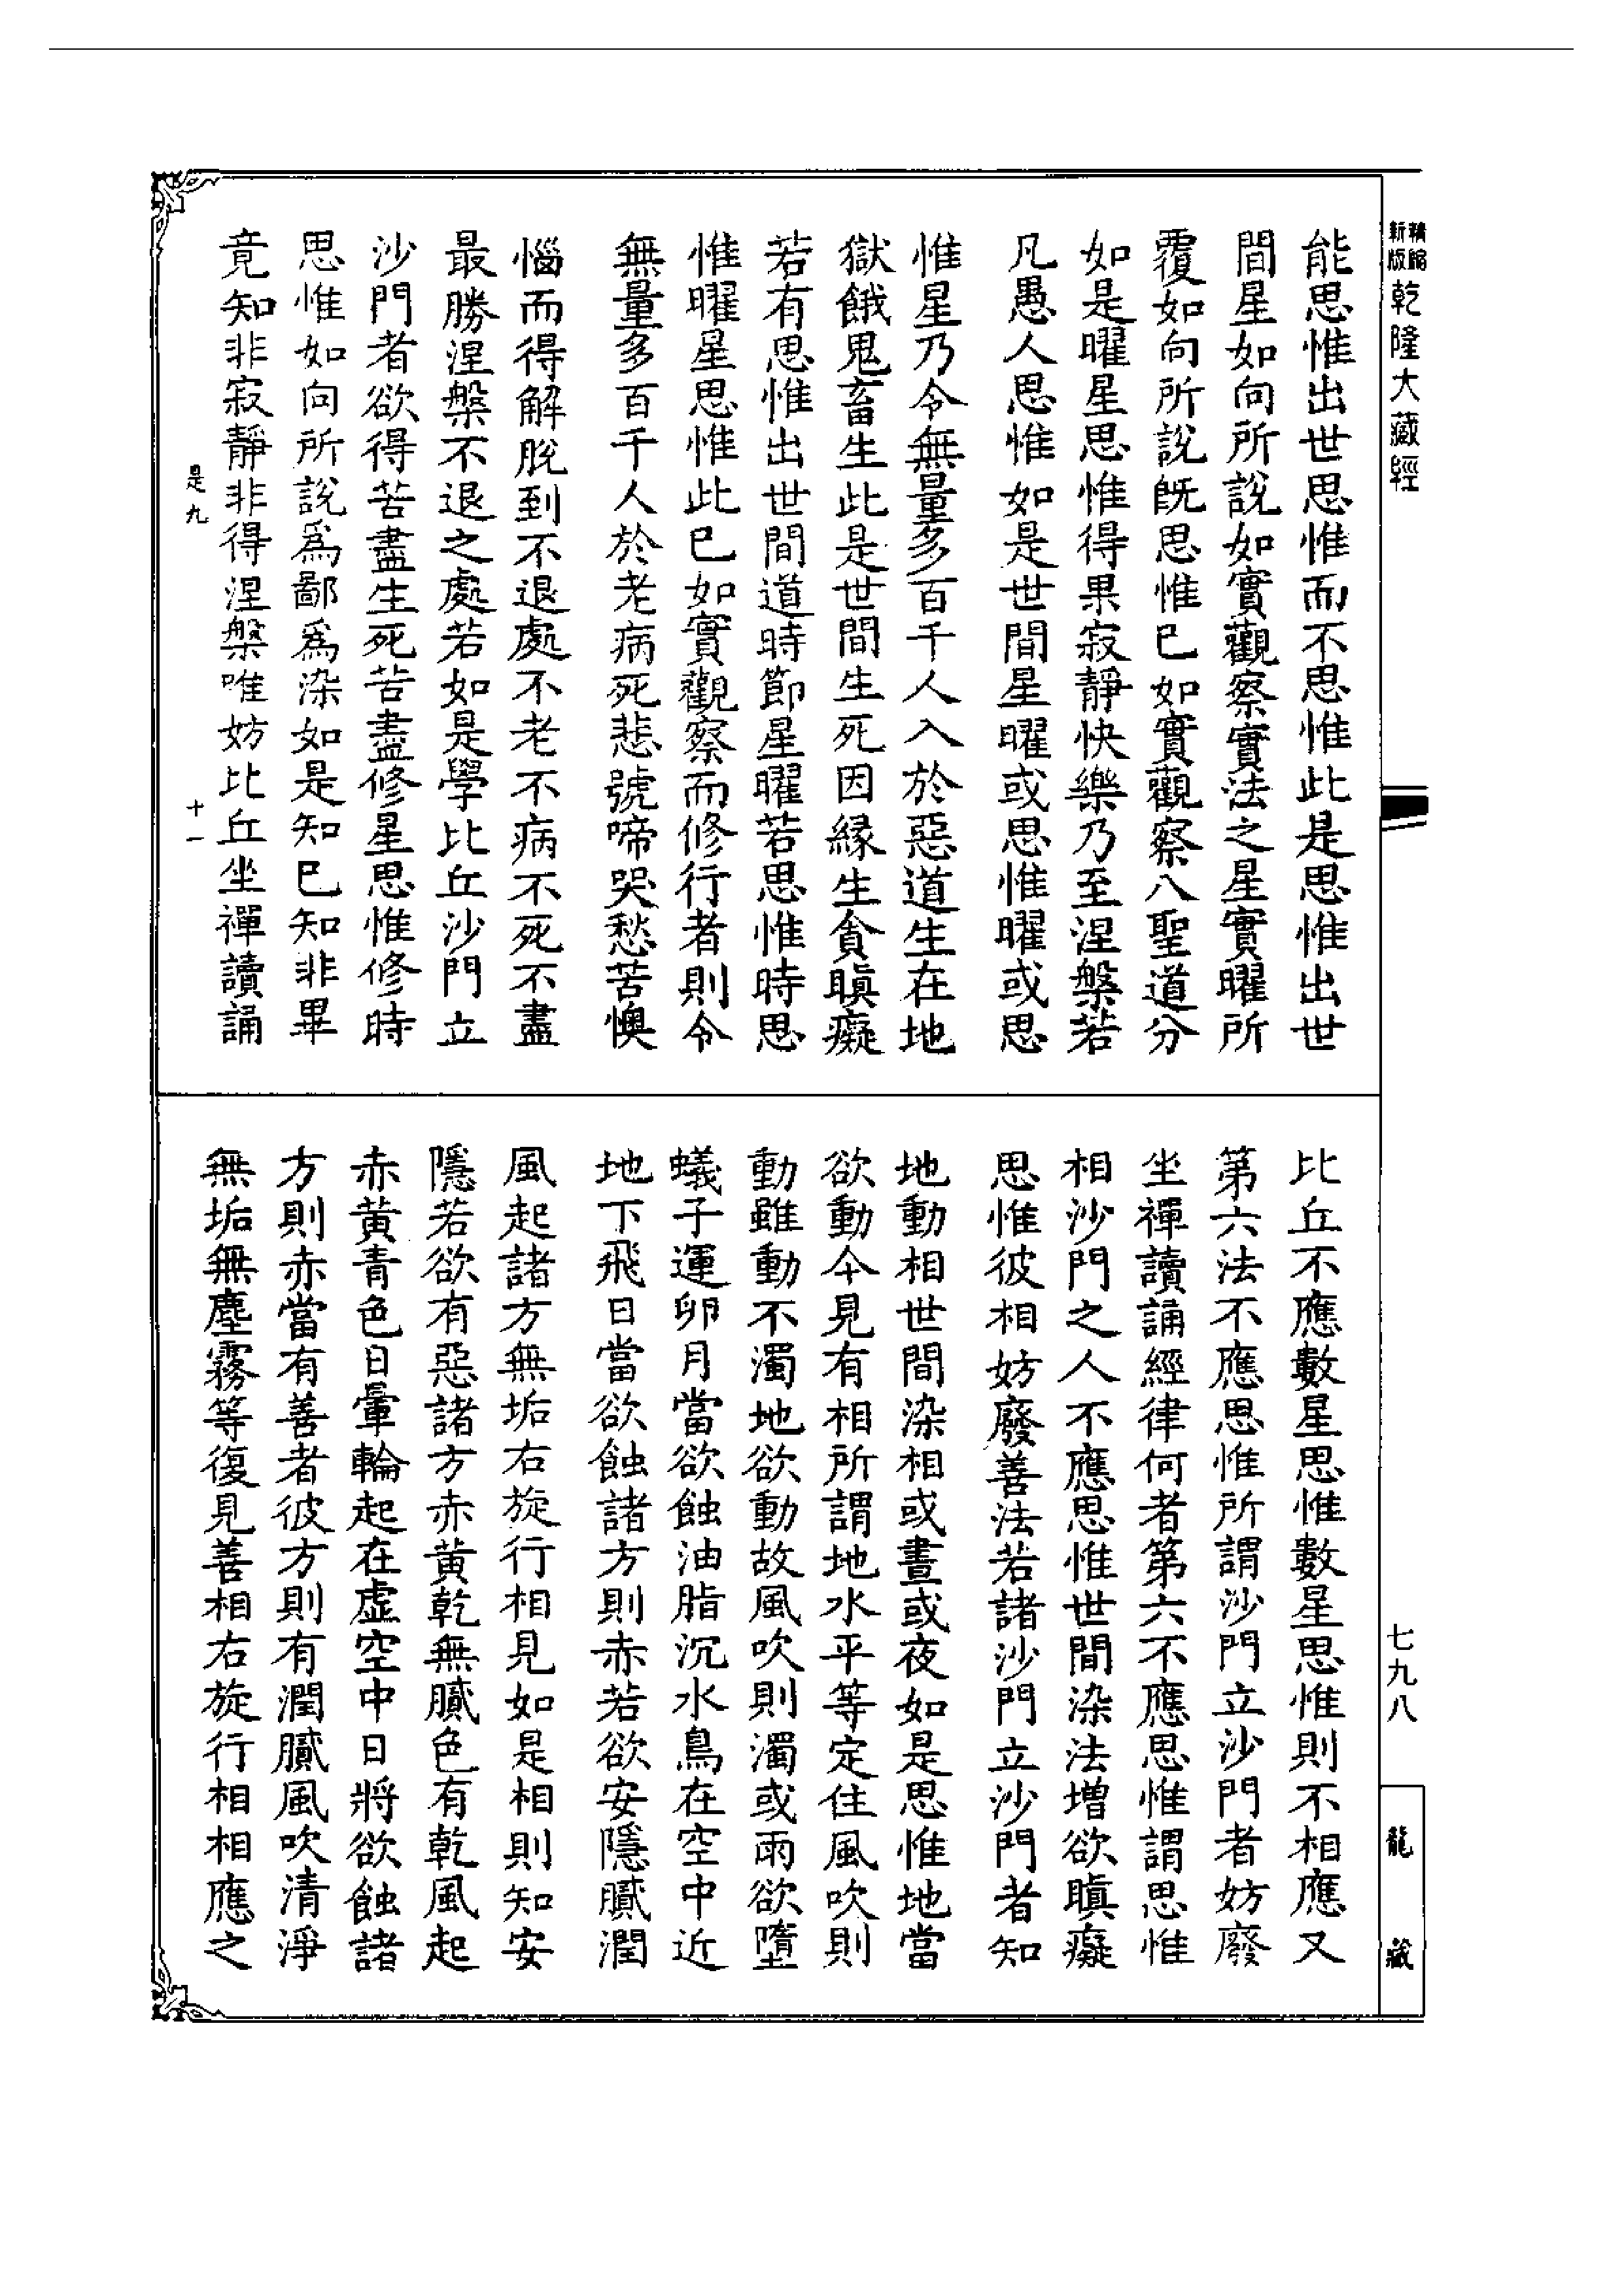 精縮
新版
乾隆大藏經
七九八
龍藏
能思惟出世思惟而不思惟此是思惟出世
間星如向所說如實觀察實法之星實曜所
覆如向所說既思惟已如實觀察八聖道分
如是曜星思惟得果寂靜快樂乃至涅槃若
凡愚人思惟如是世間星曜或思惟曜或思
惟星乃令無量多百千人入於惡道生在地
獄餓鬼畜生此是世間生死因緣生貪瞋癡
若有思惟出世間道時節星曜若思惟時思
惟曜星思惟此已如實觀察而修行者則令
無量多百千人於老病死悲號啼哭愁苦懊
惱而得解脫到不退處不老不病不死不盡
最勝涅槃不退之處若如是學比丘沙門立
沙門者欲得苦盡生死苦盡修星思惟修時
思惟如向所說為鄙為染如是知已知非畢
竟知非寂靜非得涅槃唯妨比丘坐禪讀誦
是九
十一
比丘不應數星思惟數星思惟則不相應又
第六法不應思惟所謂沙門立沙門者妨廢
坐禪讀誦經律何者第六不應思惟謂思惟
相沙門之人不應思惟世間染法增欲瞋癡
思惟彼相妨廢善法若諸沙門立沙門者知
地動相世間染相或晝或夜如是思惟地當
欲動今見有相所謂地水平等定住風吹則
動雖動不濁地欲動故風吹則濁或雨欲墮
蟻子運卵月當欲蝕油脂沉水鳥在空中近
地下飛日當欲蝕諸方則赤若欲安隱膩潤
風起諸方無垢右旋行相見如是相則知安
隱若欲有惡諸方赤黃乾無膩色有乾風起
赤黃青色日暈輪起在虛空中日將欲蝕諸
方則赤當有善者彼方則有潤膩風吹清淨
無垢無塵霧等復見善相右旋行相相應之